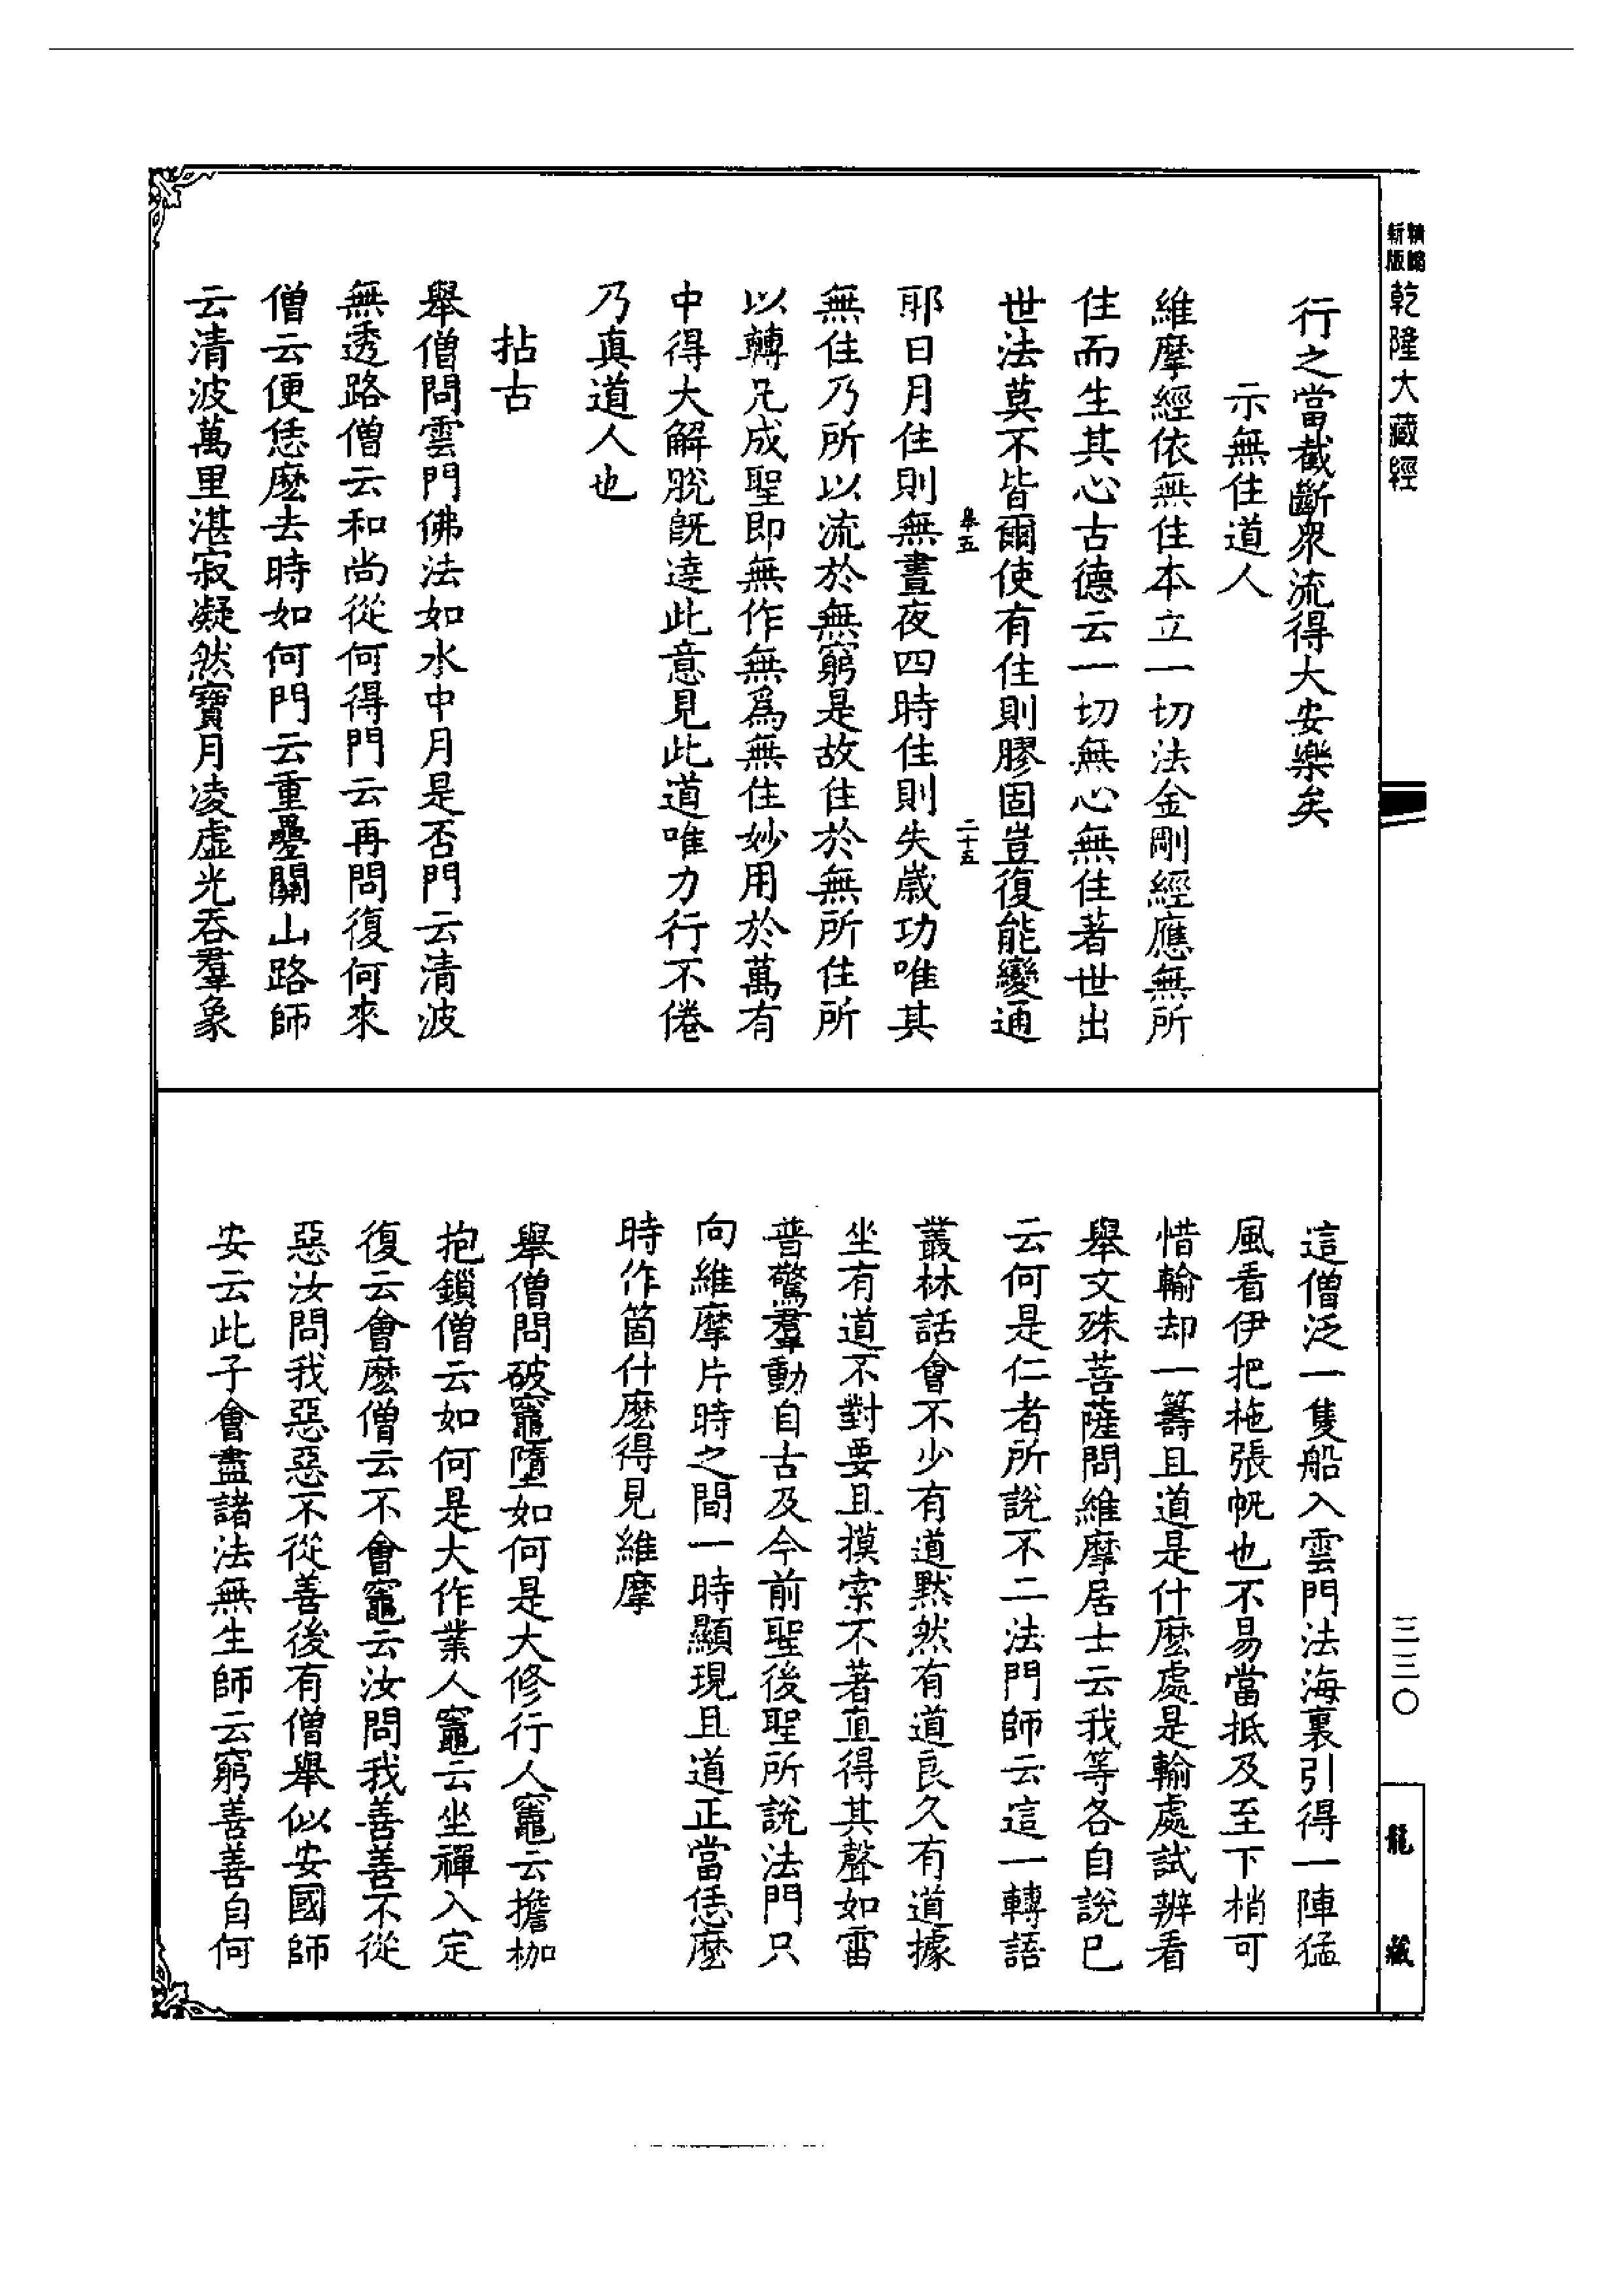 新版
精縮
乾隆大藏經
行之當截斷衆流得大安樂矣
示無住道人
維摩經依無住本立一切法金剛經應無所
住而生其心古德云一切無心無住著世出
世法莫不皆爾使有住則膠固豈復能變通
皋五
二十五
耶日月住則無晝夜四時住則失歲功唯其
無住乃所以流於無窮是故住於無所住所
以轉凡成聖即無作無爲無住妙用於萬有
中得大解脫旣達此意見此道唯力行不倦
乃真道人也
拈古
舉僧問雲門佛法如水中月是否門云清波
無透路僧云和尚從何得門云再問復何來
僧云便恁麽去時如何門云重疊關山路師
云清波萬里湛寂凝然寶月凌虛光吞羣象
這僧泛一隻船入雲門法海裏引得一陣猛
風看伊把柂張帆也不易當抵及至下梢可
惜輸却一籌且道是什麽處是輸處試辨看
舉文殊菩薩問維摩居士云我等各自說已
云何是仁者所說不二法門師云這一轉語
叢林話會不少有道黙然有道良久有道據
坐有道不對要且摸索不著直得其聲如雷
普驚羣動自古及今前聖後聖所說法門只
向維摩片時之間一時顯現且道正當恁麽
時作箇什麽得見維摩
舉僧問破竈墮如何是大修行人竈云擔枷
抱鎖僧云如何是大作業人竈云坐禪入定
復云會麽僧云不會竈云汝問我善善不從
惡汝問我惡惡不從善後有僧舉似安國師
安云此子會盡諸法無生師云窮善善自何
三三〇
龍藏